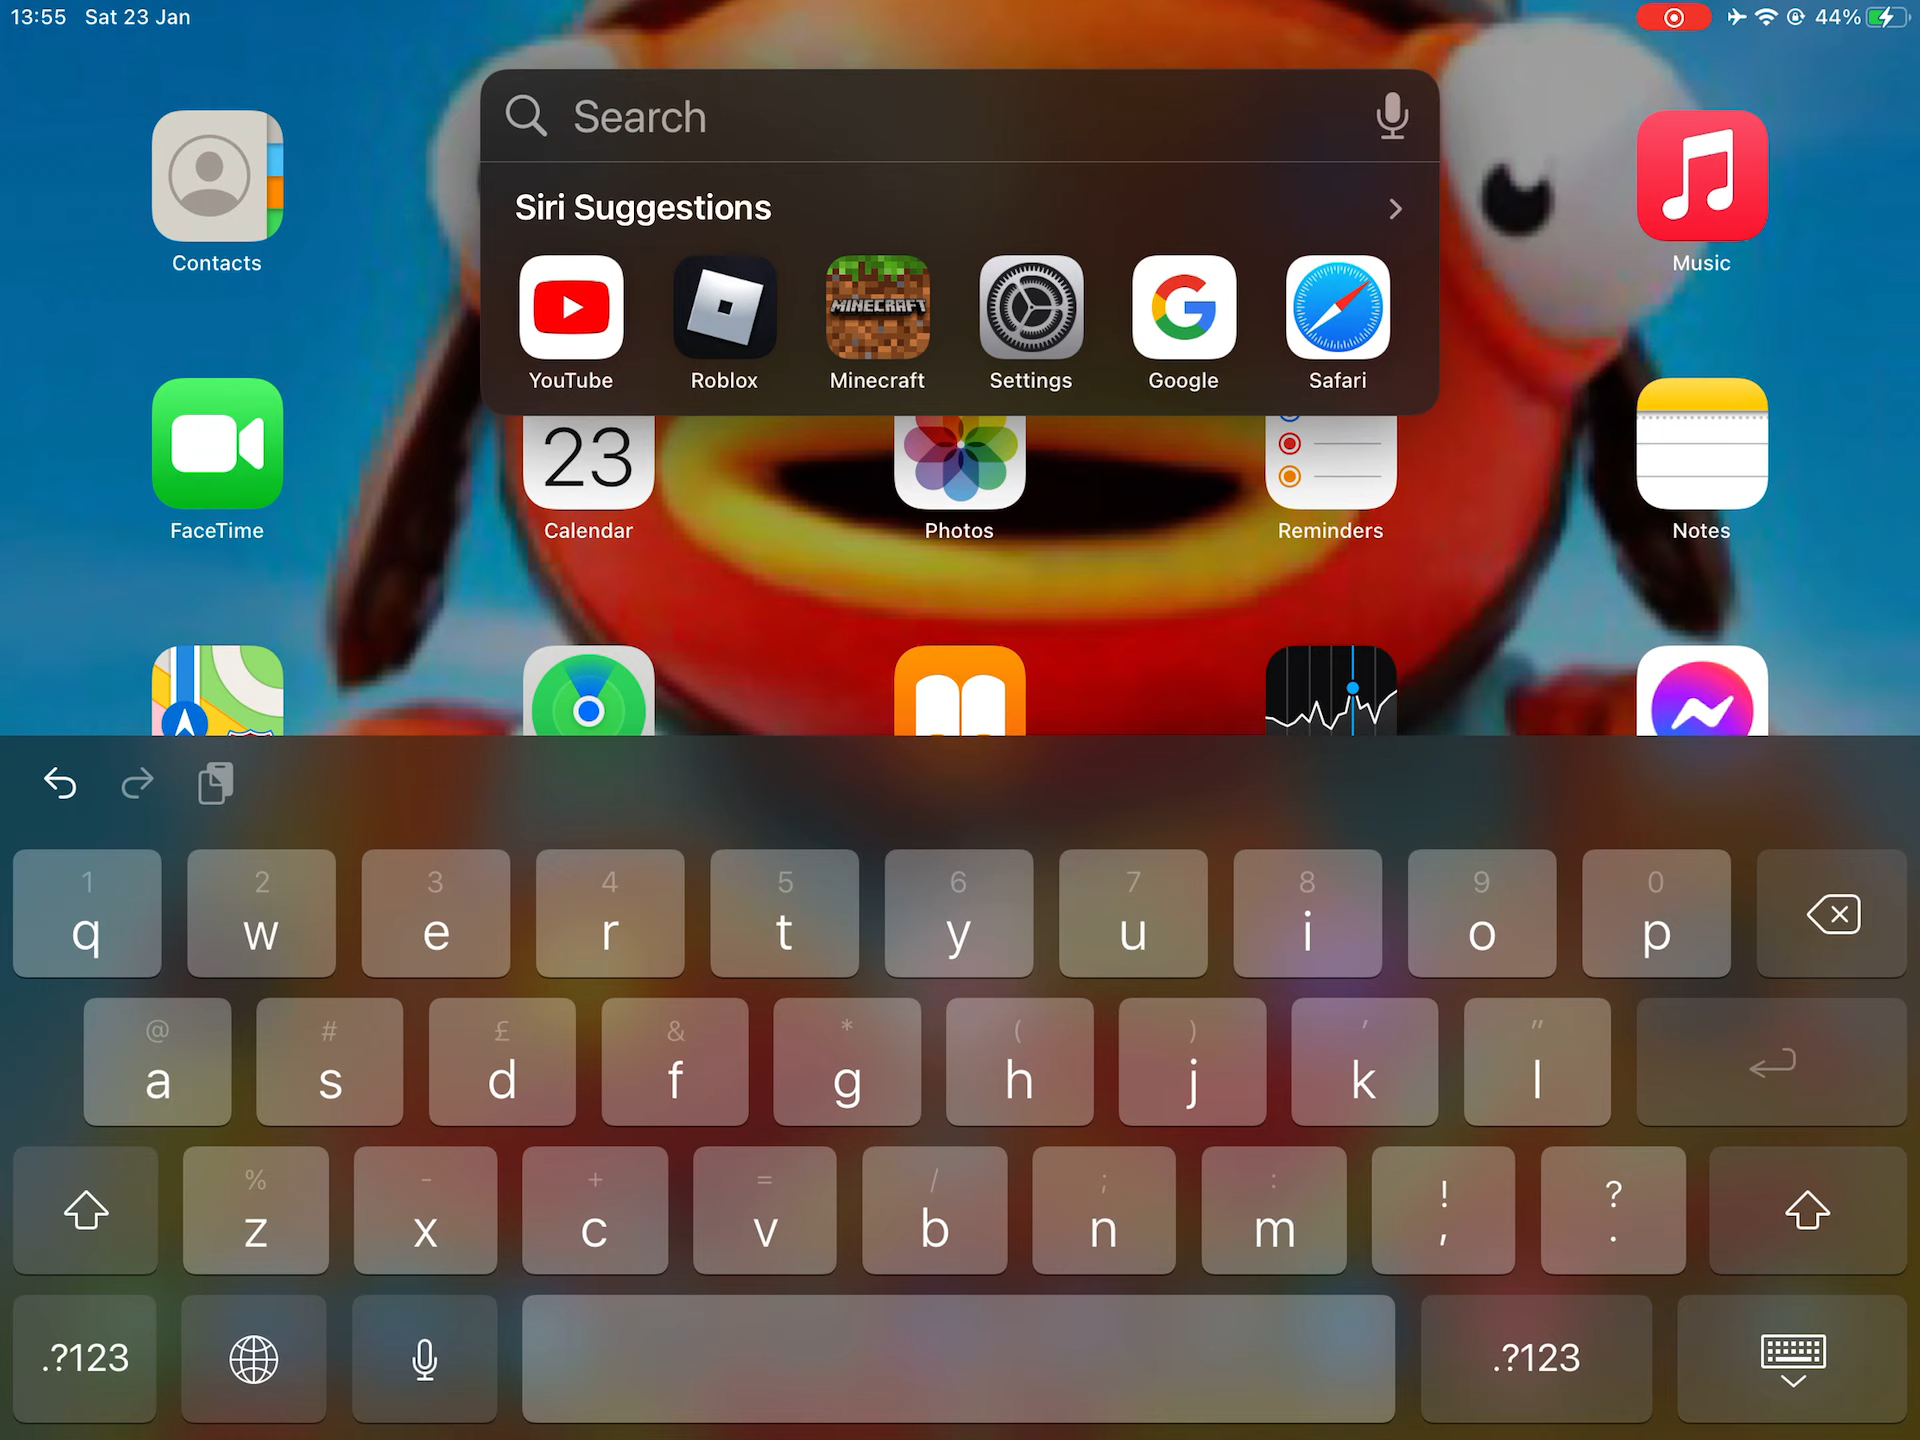 13:55 Sat 23 Jan
44%
Search
Siri Suggestions
MINECRAFT
YouTube Roblox Minecraft Settings Google Safari
Contacts
Music
23
FaceTime Calendar Photos Reminders Notes
1 2 3 4 5 6 7 8 9 0
q w e r t y u i o p
@ # £ & * ( ) ' "
a s d f g h j k l
% - + = / ; : ! ?
z x c v b n m , .
.?123 .?123